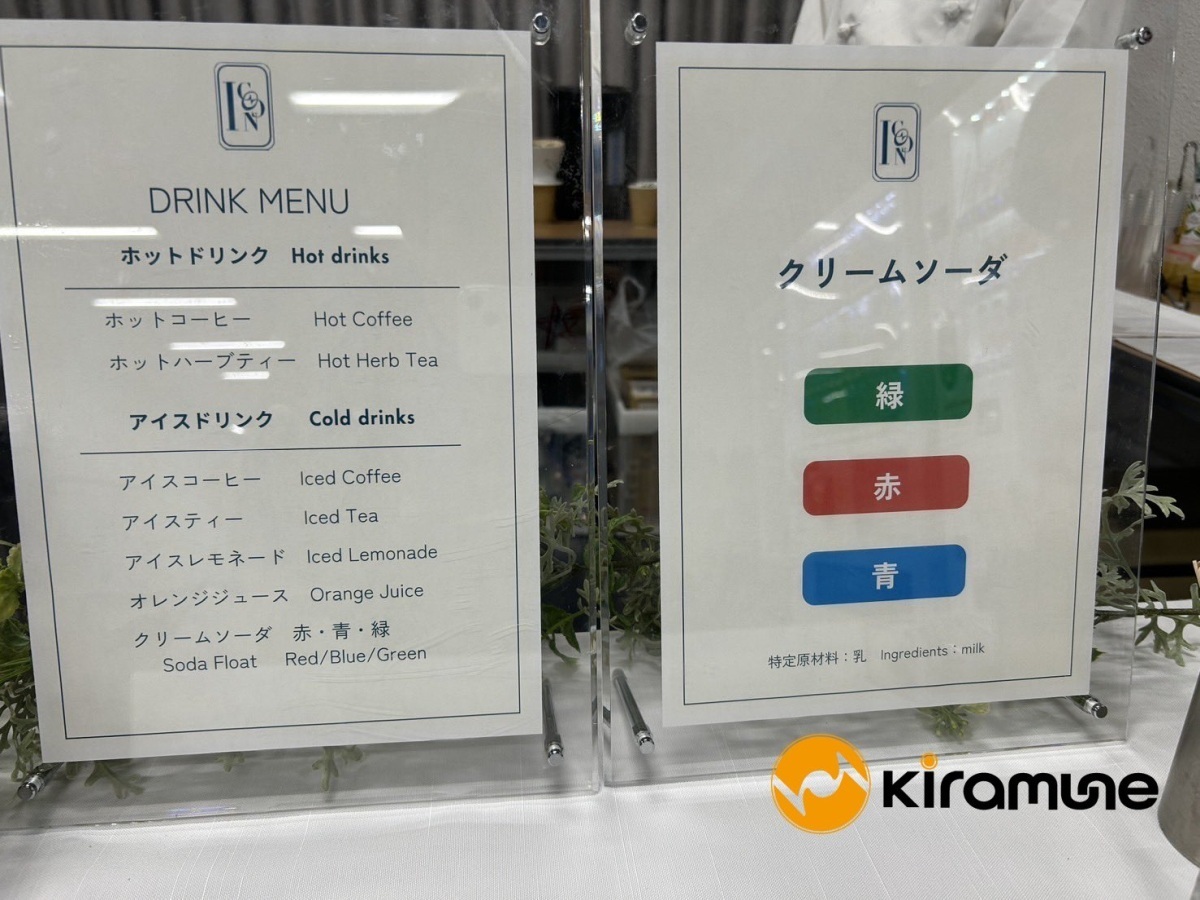 ICON
DRINK MENU
ホットドリンク Hot drinks
ホットコーヒー Hot Coffee
ホットハーブティー Hot Herb Tea
アイスドリンク Cold drinks
アイスコーヒー Iced Coffee
アイスティー Iced Tea
アイスレモネード Iced Lemonade
オレンジジュース Orange Juice
クリームソーダ 赤・青・緑
Soda Float Red/Blue/Green
ICON
クリームソーダ
緑
赤
青
特定原材料：乳 Ingredients：milk
Kiramune